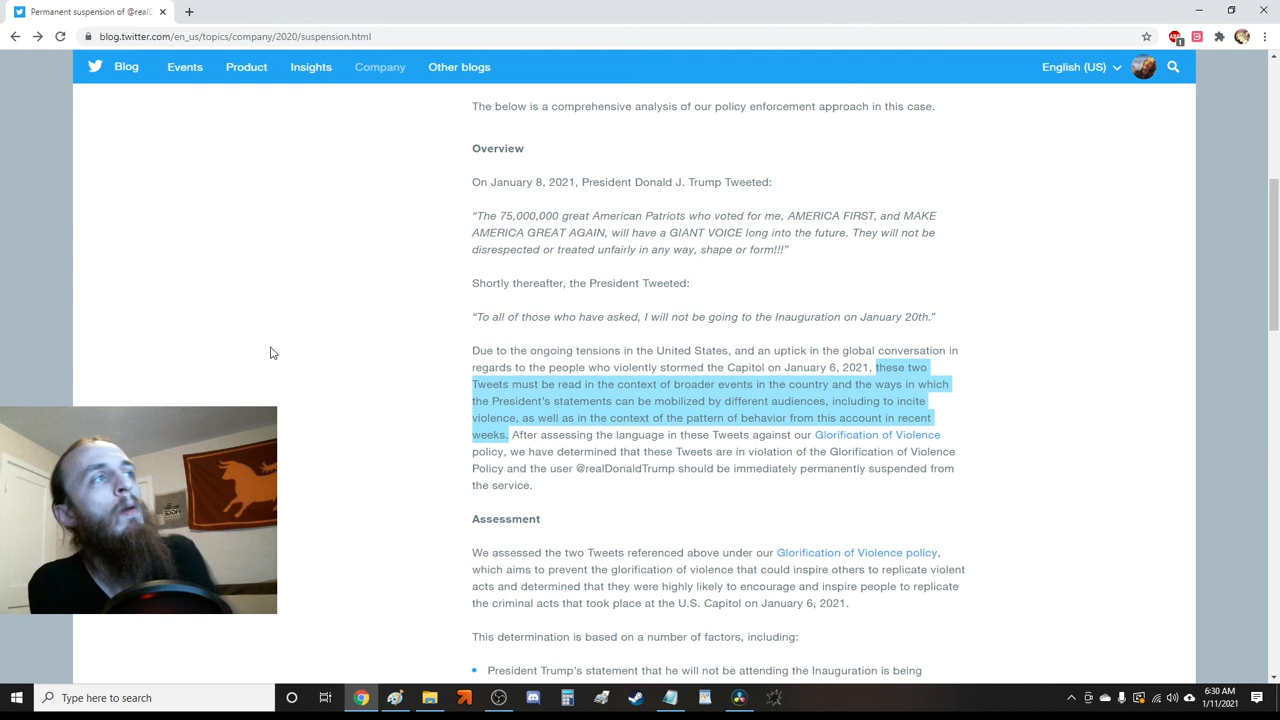 Permanent suspension of @realD
blog.twitter.com/en_us/topics/company/2020/suspension.html
Blog Events Product Insights Company Other blogs English (US)
The below is a comprehensive analysis of our policy enforcement approach in this case.
Overview
On January 8, 2021, President Donald J. Trump Tweeted:
“The 75,000,000 great American Patriots who voted for me, AMERICA FIRST, and MAKE
AMERICA GREAT AGAIN, will have a GIANT VOICE long into the future. They will not be
disrespected or treated unfairly in any way, shape or form!!!”
Shortly thereafter, the President Tweeted:
“To all of those who have asked, I will not be going to the Inauguration on January 20th.”
Due to the ongoing tensions in the United States, and an uptick in the global conversation in
regards to the people who violently stormed the Capitol on January 6, 2021, these two
Tweets must be read in the context of broader events in the country and the ways in which
the President’s statements can be mobilized by different audiences, including to incite
violence, as well as in the context of the pattern of behavior from this account in recent
weeks. After assessing the language in these Tweets against our Glorification of Violence
policy, we have determined that these Tweets are in violation of the Glorification of Violence
Policy and the user @realDonaldTrump should be immediately permanently suspended from
the service.
Assessment
We assessed the two Tweets referenced above under our Glorification of Violence policy,
which aims to prevent the glorification of violence that could inspire others to replicate violent
acts and determined that they were highly likely to encourage and inspire people to replicate
the criminal acts that took place at the U.S. Capitol on January 6, 2021.
This determination is based on a number of factors, including:
• President Trump’s statement that he will not be attending the Inauguration is being
Type here to search
6:30 AM
1/11/2021